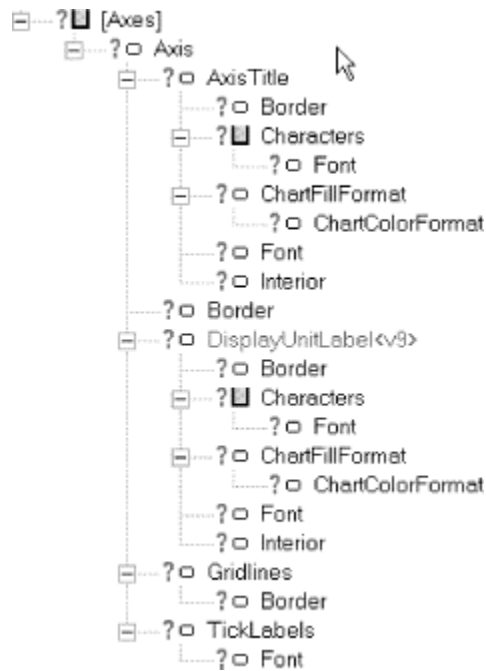 ? [Axes]
? Axis
? AxisTitle
? Border
? Characters
? Font
? ChartFillFormat
? ChartColorFormat
? Font
? Interior
? Border
? DisplayUnitLabel<v9>
? Border
? Characters
? Font
? ChartFillFormat
? ChartColorFormat
? Font
? Interior
? Gridlines
? Border
? TickLabels
? Font